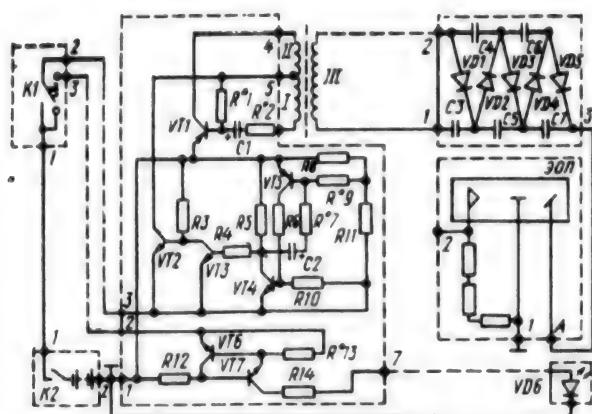 2
4 II
III
2
C4 C6
K1
3
5
I
VD1 VD3 VD5
R*1
R*2
VD2 VD4
VT1
C1
1
C3 C5 C7 3
1
R8
ЭОП
VT5
R*9
R3
R5
R6
R*7
R11
R4
2
VT2
VT3
C2
VT4
R10
3
2
1 A
1
VT6
R*13
7
VT7
R12
R14
K2
2 1
VD6